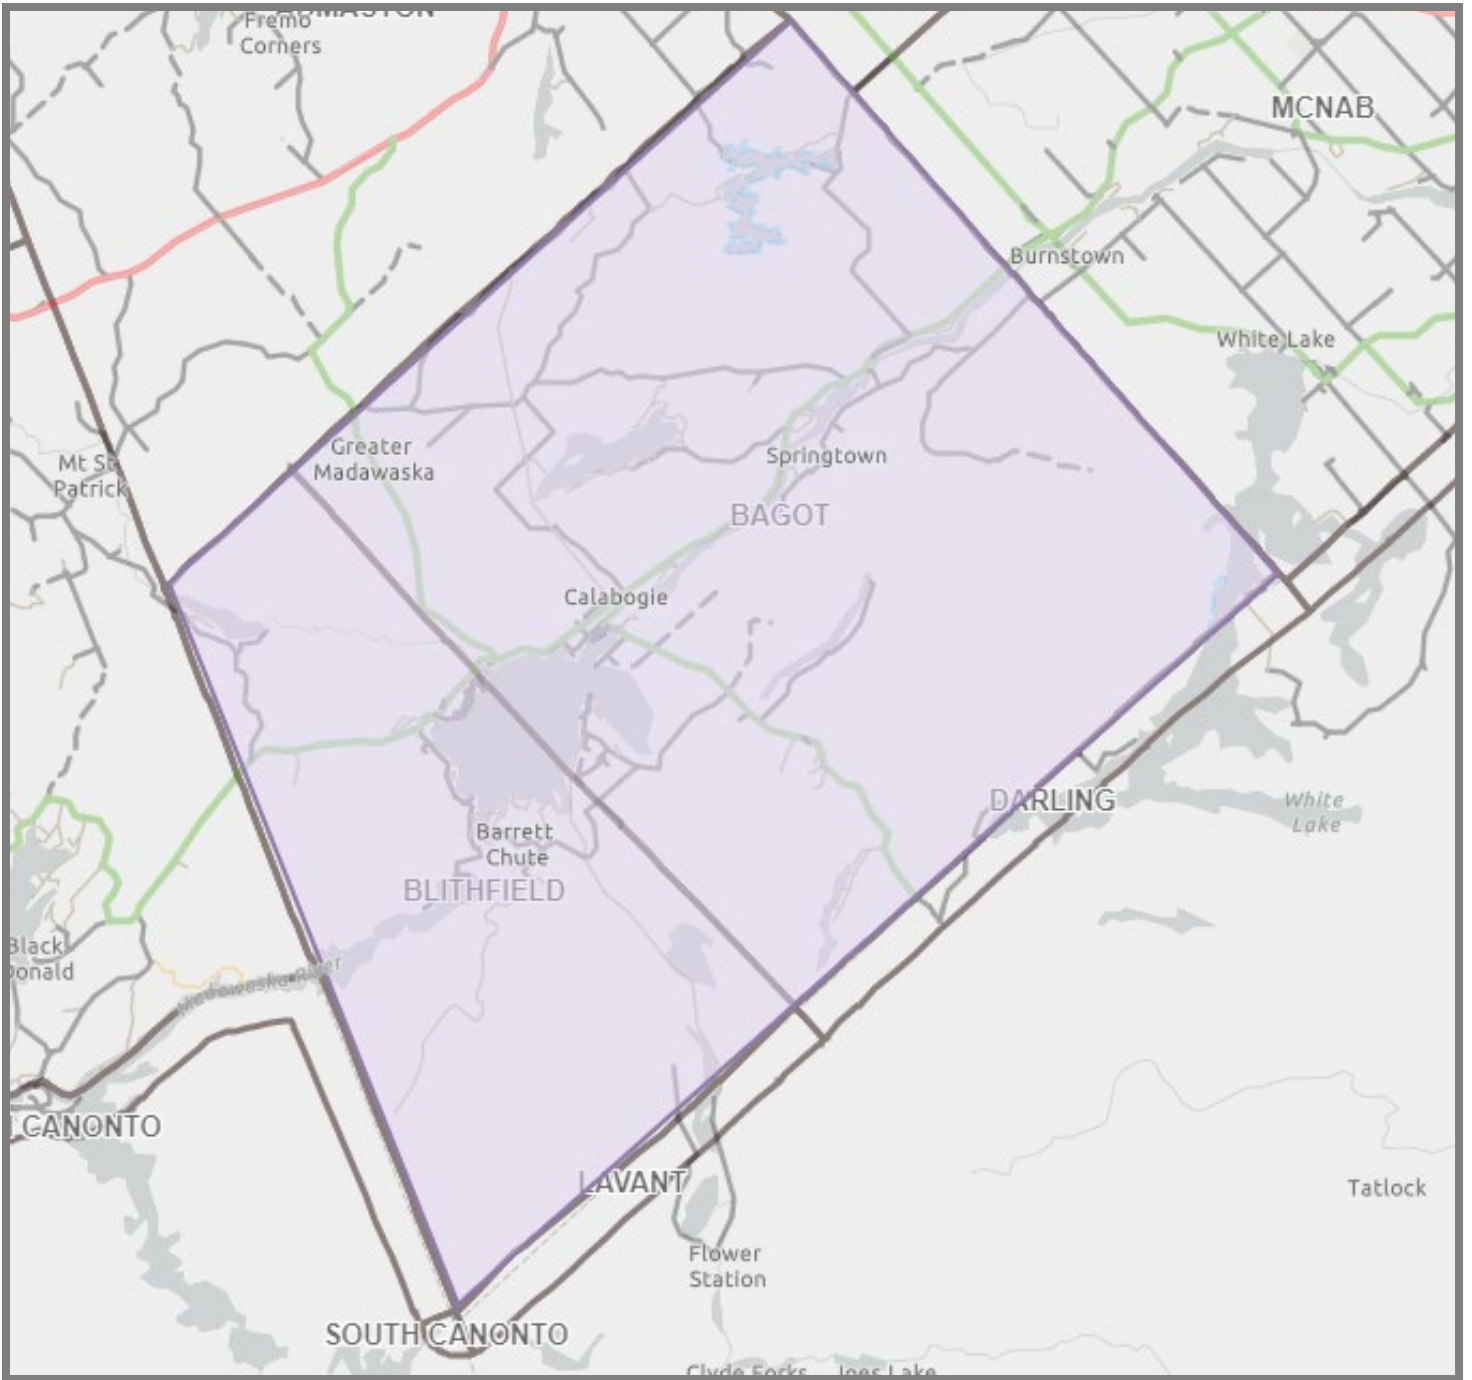 ADMASTON
Fremo
Corners
MCNAB
Burnstown
White Lake
Greater
Madawaska
Mt St
Patrick
Springtown
BAGOT
Calabogie
DARLING
White
Lake
Barrett
Chute
BLITHFIELD
Black
Donald
Madawaska River
CANONTO
LAVANT
Tatlock
Flower
Station
SOUTH CANONTO
Clyde Forks
Joes Lake